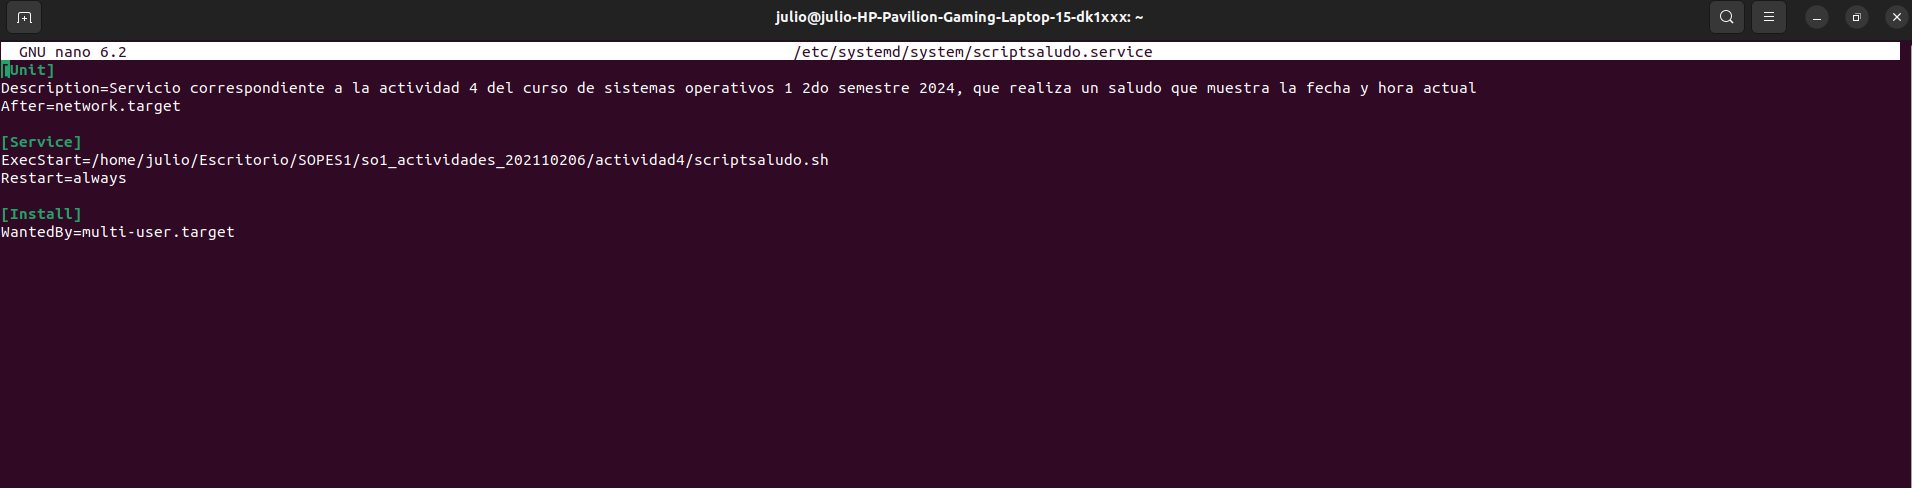 julio@julio-HP-Pavilion-Gaming-Laptop-15-dk1xxx: ~
GNU nano 6.2 /etc/systemd/system/scriptsaludo.service
[Unit]
Description=Servicio correspondiente a la actividad 4 del curso de sistemas operativos 1 2do semestre 2024, que realiza un saludo que muestra la fecha y hora actual
After=network.target
[Service]
ExecStart=/home/julio/Escritorio/SOPES1/so1_actividades_202110206/actividad4/scriptsaludo.sh
Restart=always
[Install]
WantedBy=multi-user.target